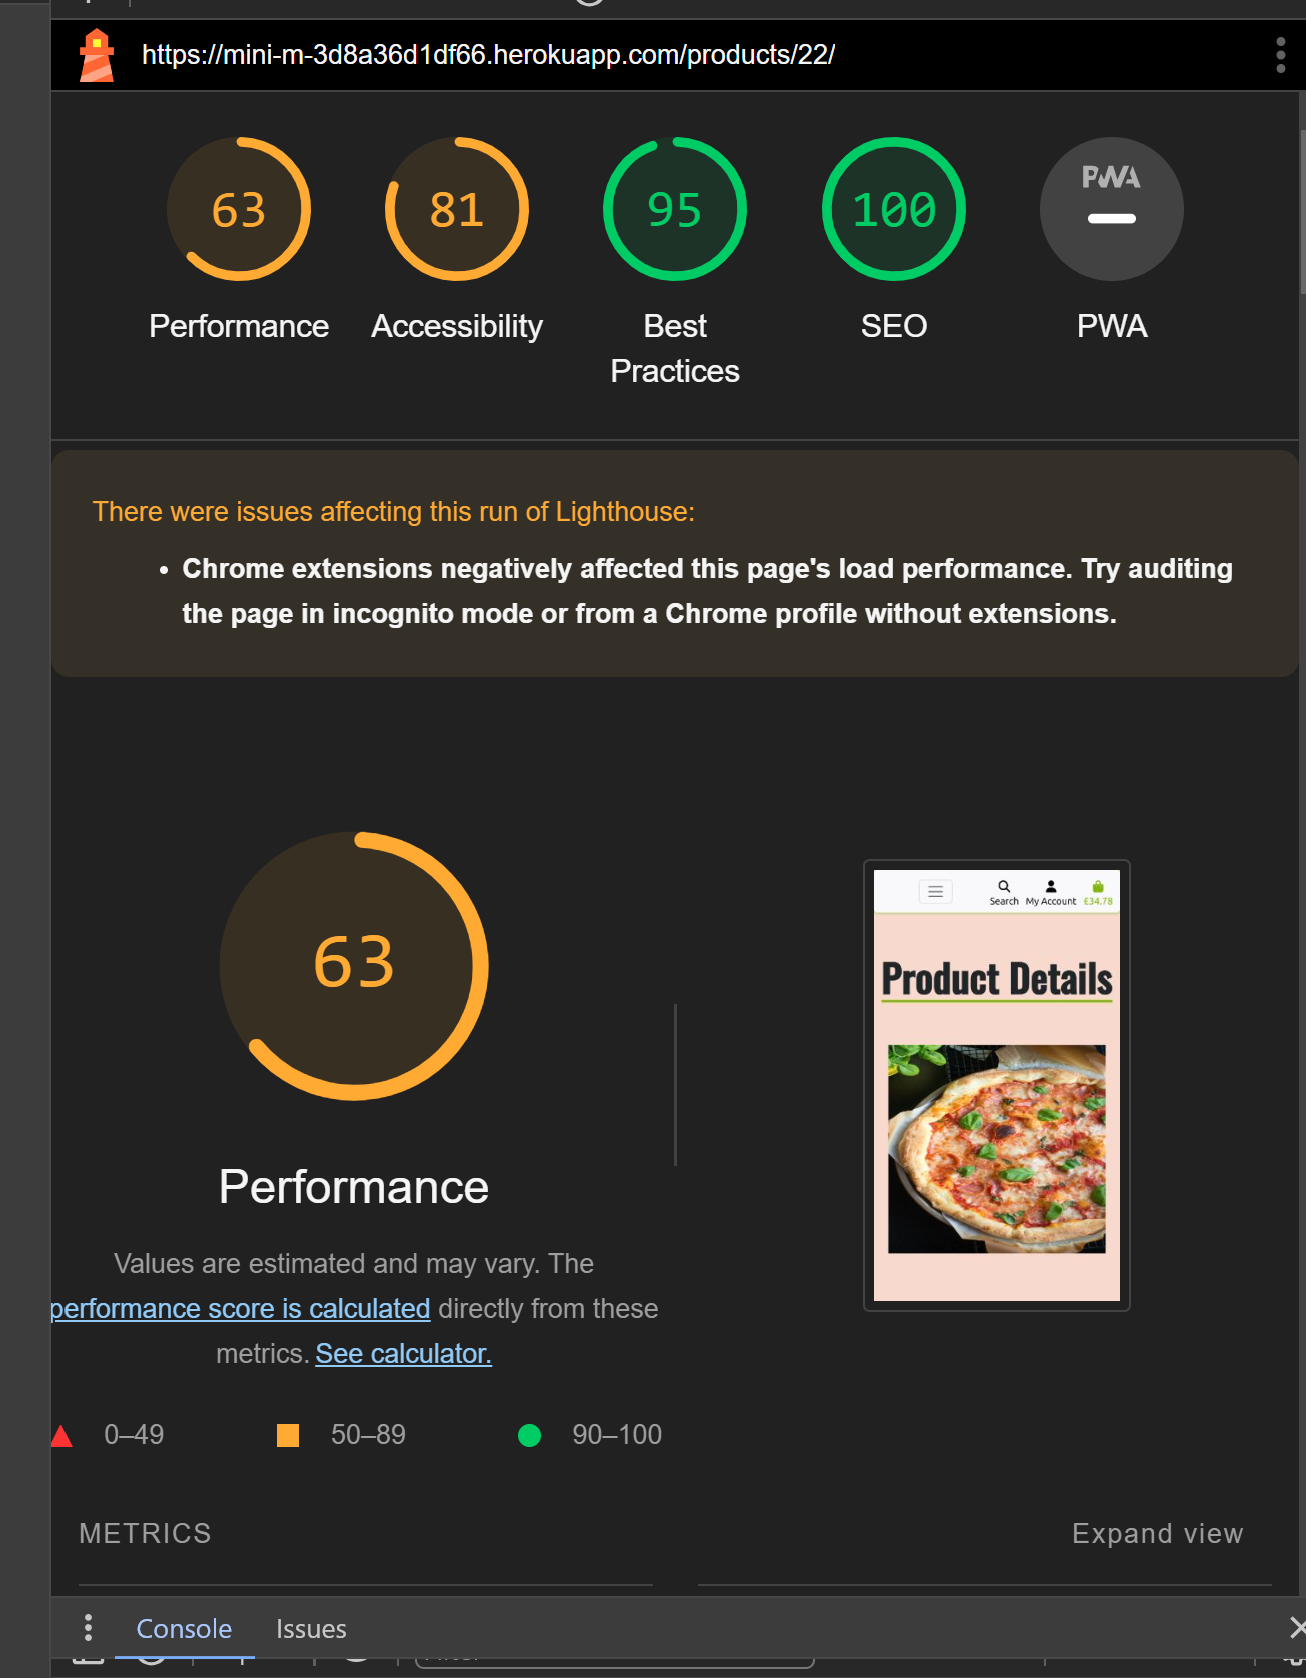 https://mini-m-3d8a36d1df66.herokuapp.com/products/22/
63
81
95
100
PWA
Performance
Accessibility
Best
Practices
SEO
PWA
There were issues affecting this run of Lighthouse:
• Chrome extensions negatively affected this page's load performance. Try auditing
the page in incognito mode or from a Chrome profile without extensions.
63
Performance
Values are estimated and may vary. The
performance score is calculated directly from these
metrics. See calculator.
0–49
50–89
90–100
Search
My Account
£34.78
Product Details
METRICS
Expand view
Console
Issues